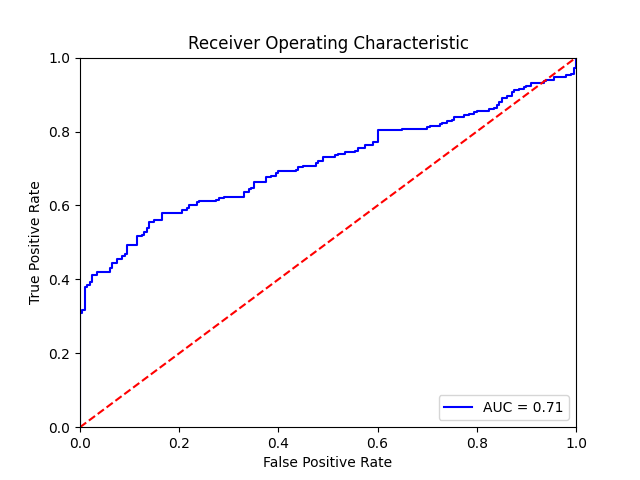 Receiver Operating Characteristic
1.0
0.8
0.6
0.4
0.2
0.0
True Positive Rate
AUC = 0.71
0.0 0.2 0.4 0.6 0.8 1.0
False Positive Rate